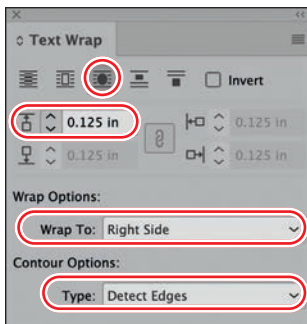 Text Wrap
Invert
0.125 in 0.125 in
0.125 in 0.125 in
Wrap Options:
Wrap To: Right Side
Contour Options:
Type: Detect Edges